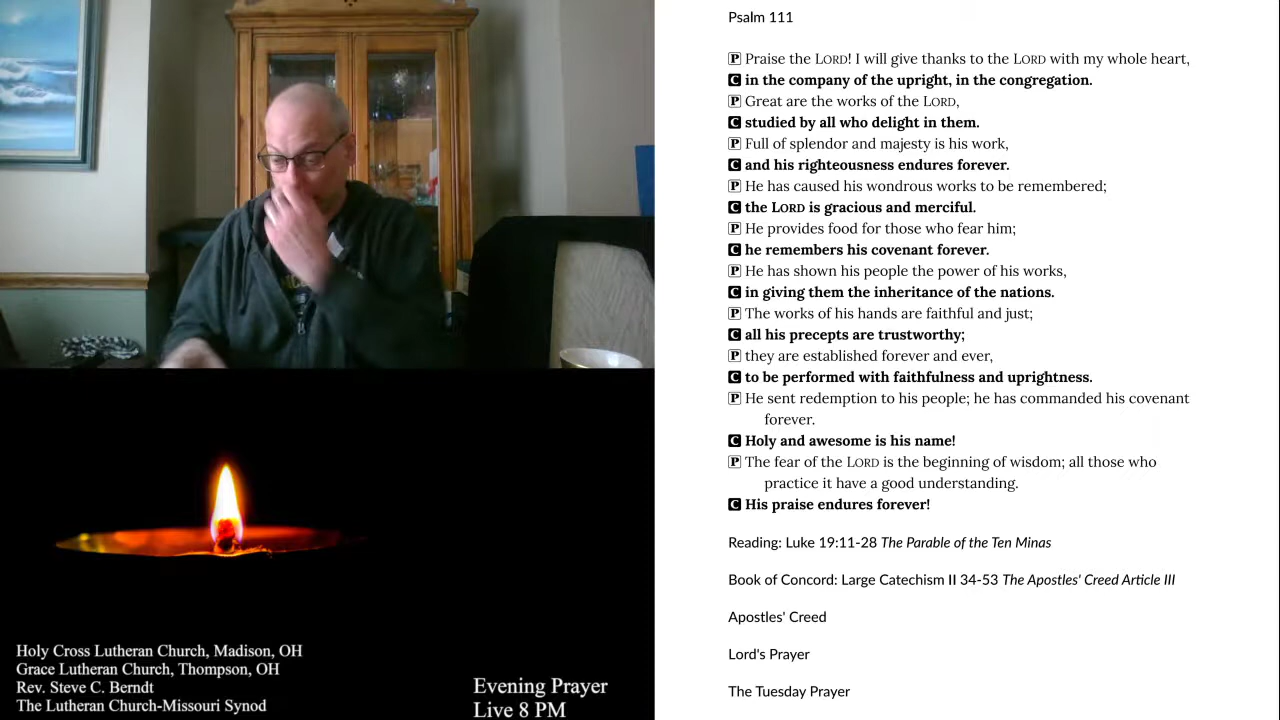 Psalm 111
P Praise the LORD! I will give thanks to the LORD with my whole heart,
C in the company of the upright, in the congregation.
P Great are the works of the LORD,
C studied by all who delight in them.
P Full of splendor and majesty is his work,
C and his righteousness endures forever.
P He has caused his wondrous works to be remembered;
C the LORD is gracious and merciful.
P He provides food for those who fear him;
C he remembers his covenant forever.
P He has shown his people the power of his works,
C in giving them the inheritance of the nations.
P The works of his hands are faithful and just;
C all his precepts are trustworthy;
P they are established forever and ever,
C to be performed with faithfulness and uprightness.
P He sent redemption to his people; he has commanded his covenant
forever.
C Holy and awesome is his name!
P The fear of the LORD is the beginning of wisdom; all those who
practice it have a good understanding.
C His praise endures forever!
Reading: Luke 19:11-28 The Parable of the Ten Minas
Book of Concord: Large Catechism II 34-53 The Apostles' Creed Article III
Apostles' Creed
Lord's Prayer
The Tuesday Prayer
Holy Cross Lutheran Church, Madison, OH
Grace Lutheran Church, Thompson, OH
Rev. Steve C. Berndt
The Lutheran Church-Missouri Synod
Evening Prayer
Live 8 PM